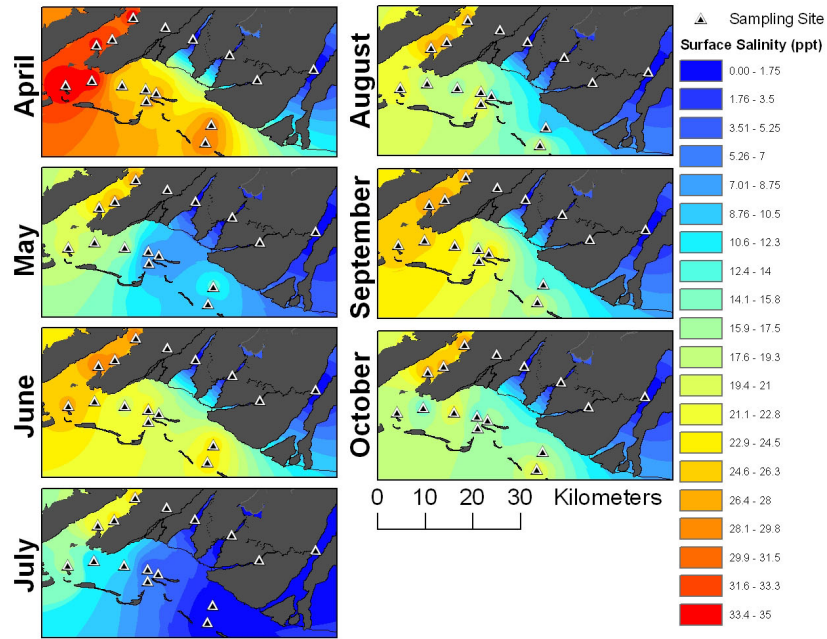 April
May
June
July
August
September
October
0 10 20 30 Kilometers
Sampling Site
Surface Salinity (ppt)
0.00 - 1.75
1.76 - 3.5
3.51 - 5.25
5.26 - 7
7.01 - 8.75
8.76 - 10.5
10.6 - 12.3
12.4 - 14
14.1 - 15.8
15.9 - 17.5
17.6 - 19.3
19.4 - 21
21.1 - 22.8
22.9 - 24.5
24.6 - 26.3
26.4 - 28
28.1 - 29.8
29.9 - 31.5
31.6 - 33.3
33.4 - 35